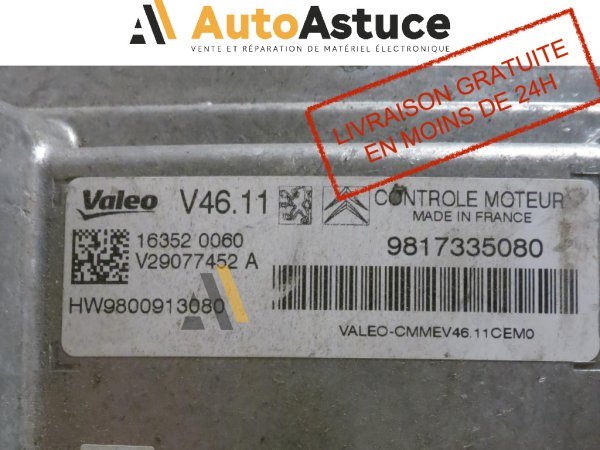 AutoAstuce
VENTE ET RÉPARATION DE MATÉRIEL ÉLECTRONIQUE
LIVRAISON GRATUITE
EN MOINS DE 24H
Valeo V46.11 CONTROLE MOTEUR
MADE IN FRANCE
16352 0060
V29077452 A
9817335080
HW9800913080
VALEO-CMMEV46.11CEM0